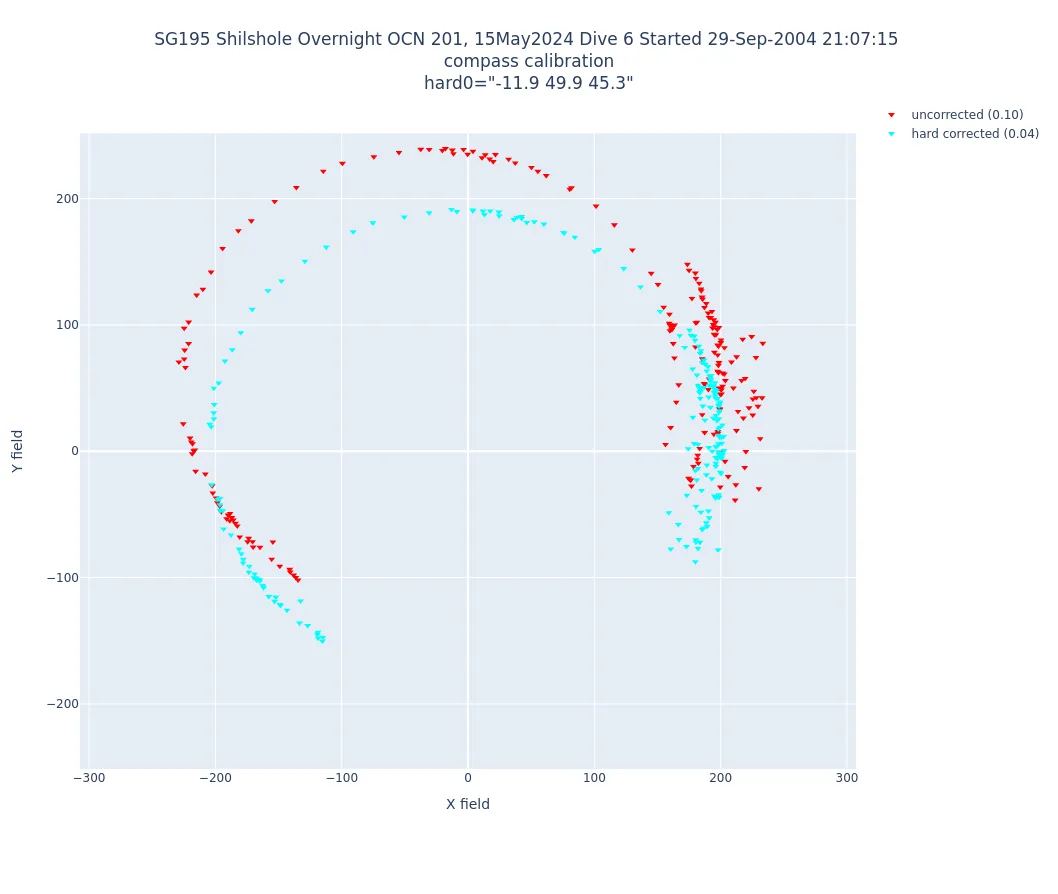 SG195 Shilshole Overnight OCN 201, 15May2024 Dive 6 Started 29-Sep-2004 21:07:15
compass calibration
hard0="-11.9 49.9 45.3"
uncorrected (0.10)
hard corrected (0.04)
200
100
0
−100
−200
Y field
−300 −200 −100 0 100 200 300
X field